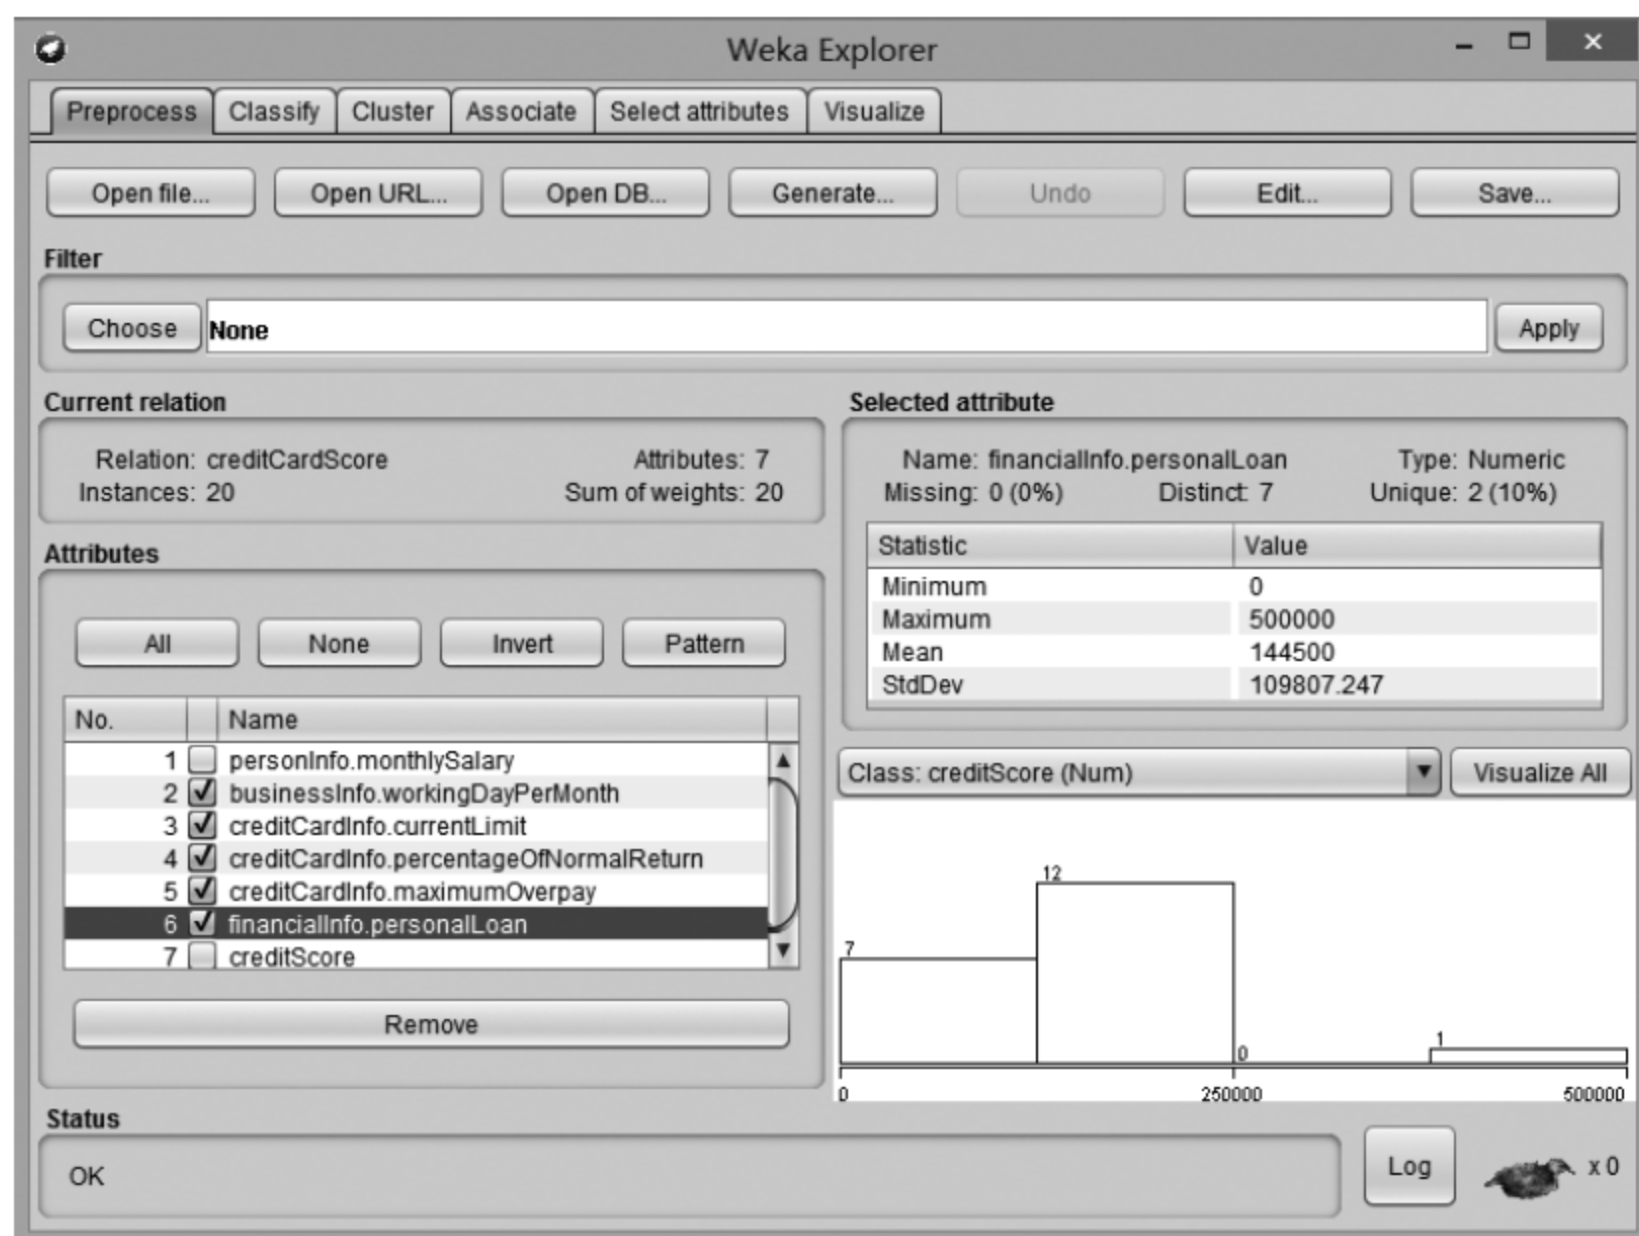 Weka Explorer
Preprocess Classify Cluster Associate Select attributes Visualize
Open file... Open URL... Open DB... Generate... Undo Edit... Save...
Filter
Choose None Apply
Current relation
Relation: creditCardScore Attributes: 7
Instances: 20 Sum of weights: 20
Selected attribute
Name: financialInfo.personalLoan Type: Numeric
Missing: 0 (0%) Distinct: 7 Unique: 2 (10%)
Statistic Value
Minimum 0
Maximum 500000
Mean 144500
StdDev 109807.247
Attributes
All None Invert Pattern
No. Name
1 personInfo.monthlySalary
2 businessInfo.workingDayPerMonth
3 creditCardInfo.currentLimit
4 creditCardInfo.percentageOfNormalReturn
5 creditCardInfo.maximumOverpay
6 financialInfo.personalLoan
7 creditScore
Remove
Class: creditScore (Num) Visualize All
12
7
0
1
0 250000 500000
Status
OK
Log x 0